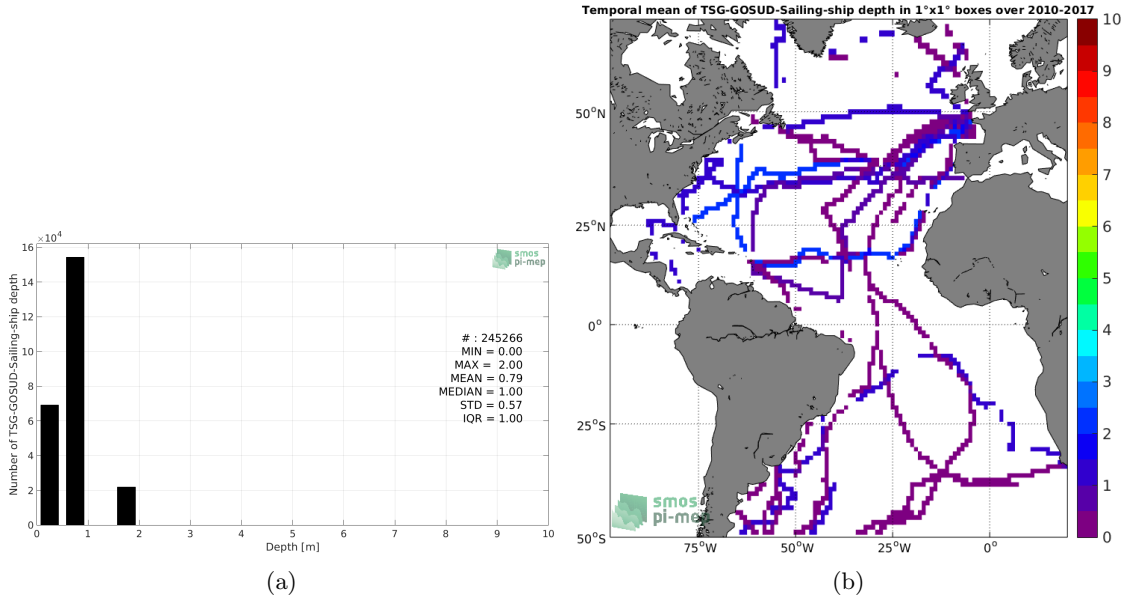 ×10⁴
16
14
12
10
8
6
4
2
0
Number of TSG-GOSUD-Sailing-ship depth
0 1 2 3 4 5 6 7 8 9 10
Depth [m]
smos
pi-mep
# : 245266
MIN = 0.00
MAX = 2.00
MEAN = 0.79
MEDIAN = 1.00
STD = 0.57
IQR = 1.00
(a)
Temporal mean of TSG-GOSUD-Sailing-ship depth in 1°x1° boxes over 2010-2017
50°N
25°N
0°
25°S
50°S
75°W 50°W 25°W 0°
smos
pi-mep
10
9
8
7
6
5
4
3
2
1
0
(b)